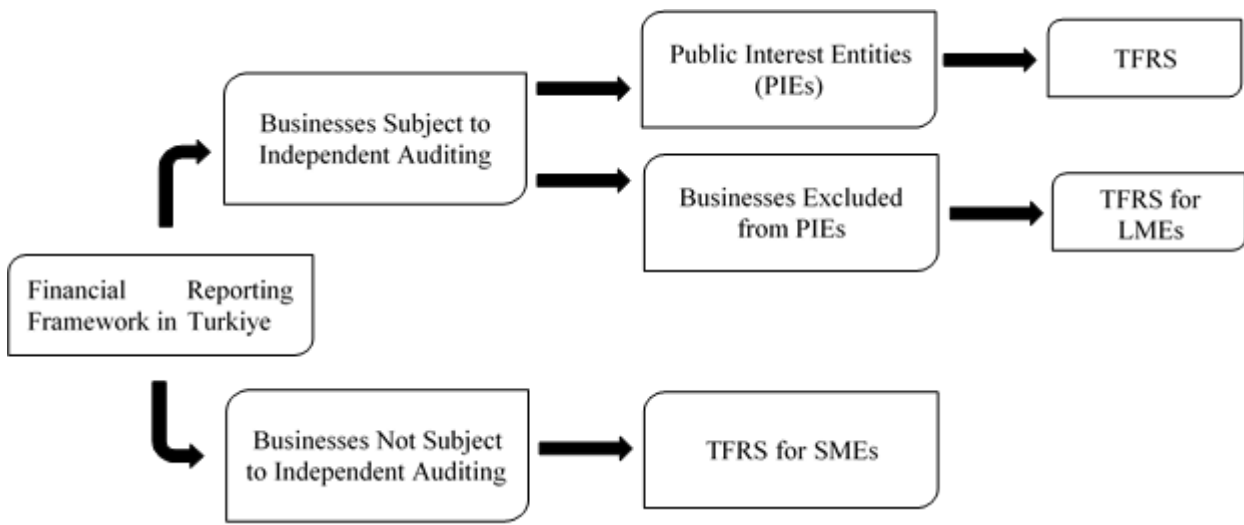 Public Interest Entities
(PIEs)
TFRS
Businesses Subject to
Independent Auditing
Businesses Excluded
from PIEs
TFRS for
LMEs
Financial Reporting
Framework in Turkiye
Businesses Not Subject
to Independent Auditing
TFRS for SMEs